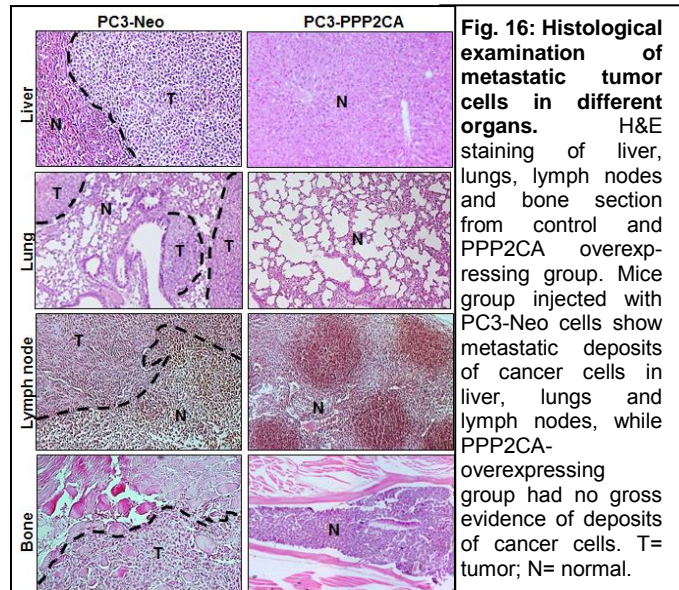 PC3-Neo PC3-PPP2CA
Liver
N T N
Lung
T N T T N
Lymph node
T N N
Bone
T N
Fig. 16: Histological
examination of
metastatic tumor
cells in different
organs. H&E
staining of liver,
lungs, lymph nodes
and bone section
from control and
PPP2CA overexp-
ressing group. Mice
group injected with
PC3-Neo cells show
metastatic deposits
of cancer cells in
liver, lungs and
lymph nodes, while
PPP2CA-
overexpressing
group had no gross
evidence of deposits
of cancer cells. T=
tumor; N= normal.